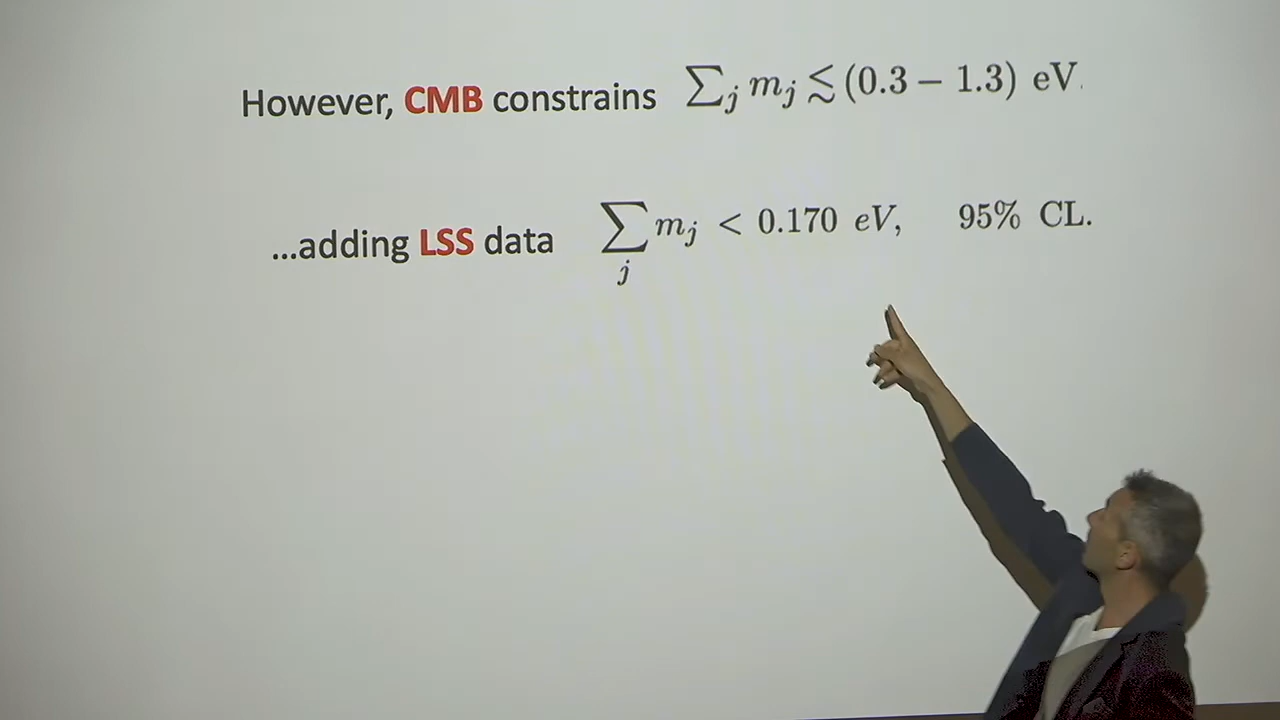 However, CMB constrains ∑_j m_j ≲ (0.3 − 1.3) eV.
...adding LSS data ∑_j m_j < 0.170 eV, 95% CL.